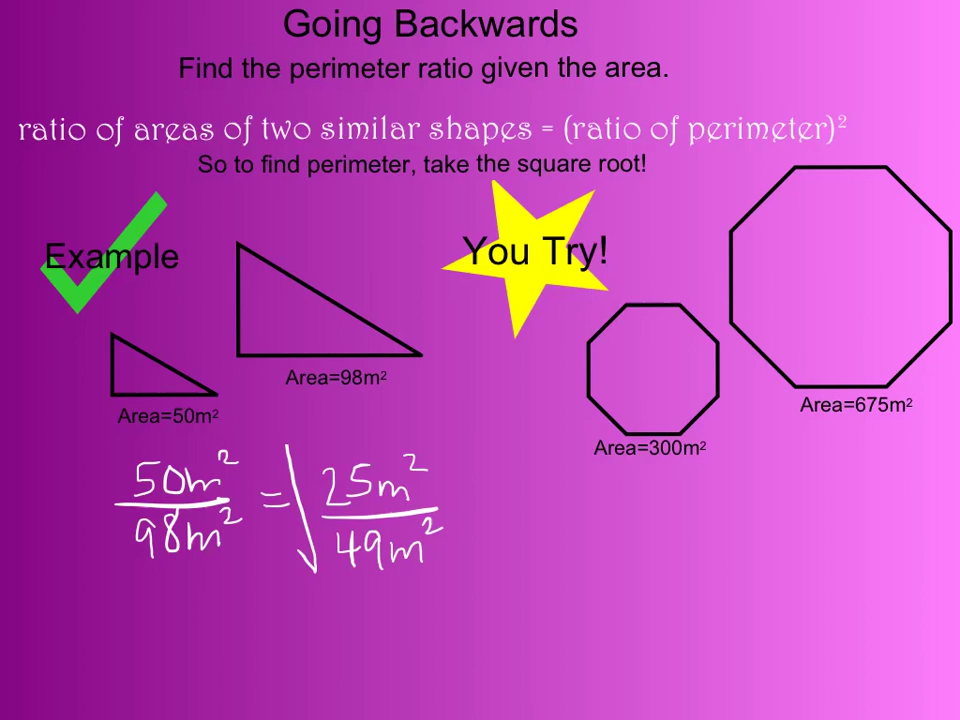 Going Backwards
Find the perimeter ratio given the area.
ratio of areas of two similar shapes = (ratio of perimeter)²
So to find perimeter, take the square root!
Example
You Try!
Area=98m²
Area=50m²
Area=675m²
Area=300m²
50m² / 98m² = √ 25m² / 49m²